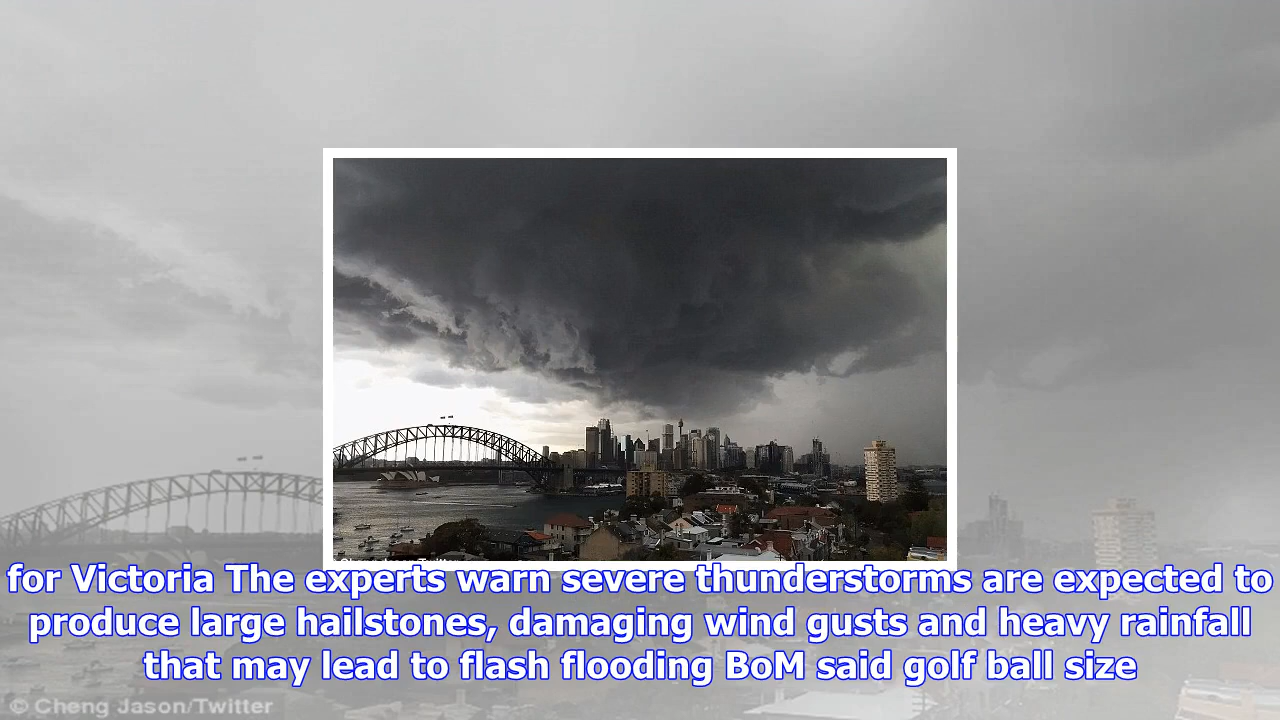 for Victoria The experts warn severe thunderstorms are expected to
produce large hailstones, damaging wind gusts and heavy rainfall
that may lead to flash flooding BoM said golf ball size
© Cheng Jason/Twitter